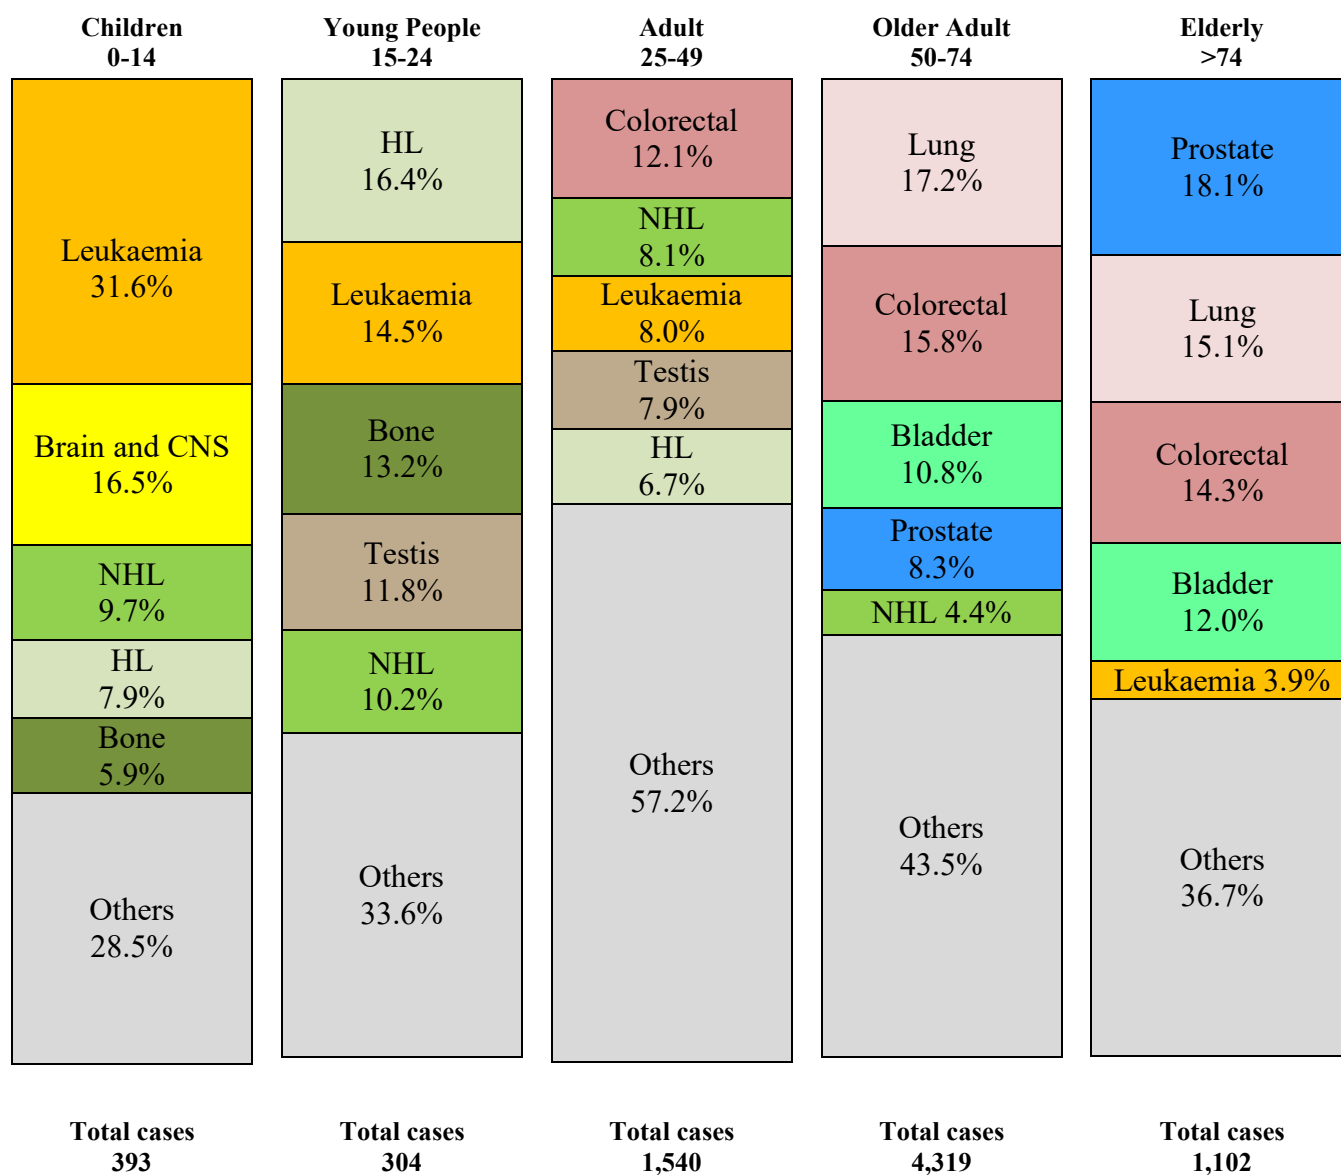 Children
0-14
Young People
15-24
Adult
25-49
Older Adult
50-74
Elderly
>74
Leukaemia
31.6%
Brain and CNS
16.5%
NHL
9.7%
HL
7.9%
Bone
5.9%
Others
28.5%
HL
16.4%
Leukaemia
14.5%
Bone
13.2%
Testis
11.8%
NHL
10.2%
Others
33.6%
Colorectal
12.1%
NHL
8.1%
Leukaemia
8.0%
Testis
7.9%
HL
6.7%
Others
57.2%
Lung
17.2%
Colorectal
15.8%
Bladder
10.8%
Prostate
8.3%
NHL 4.4%
Others
43.5%
Prostate
18.1%
Lung
15.1%
Colorectal
14.3%
Bladder
12.0%
Leukaemia 3.9%
Others
36.7%
Total cases
393
Total cases
304
Total cases
1,540
Total cases
4,319
Total cases
1,102